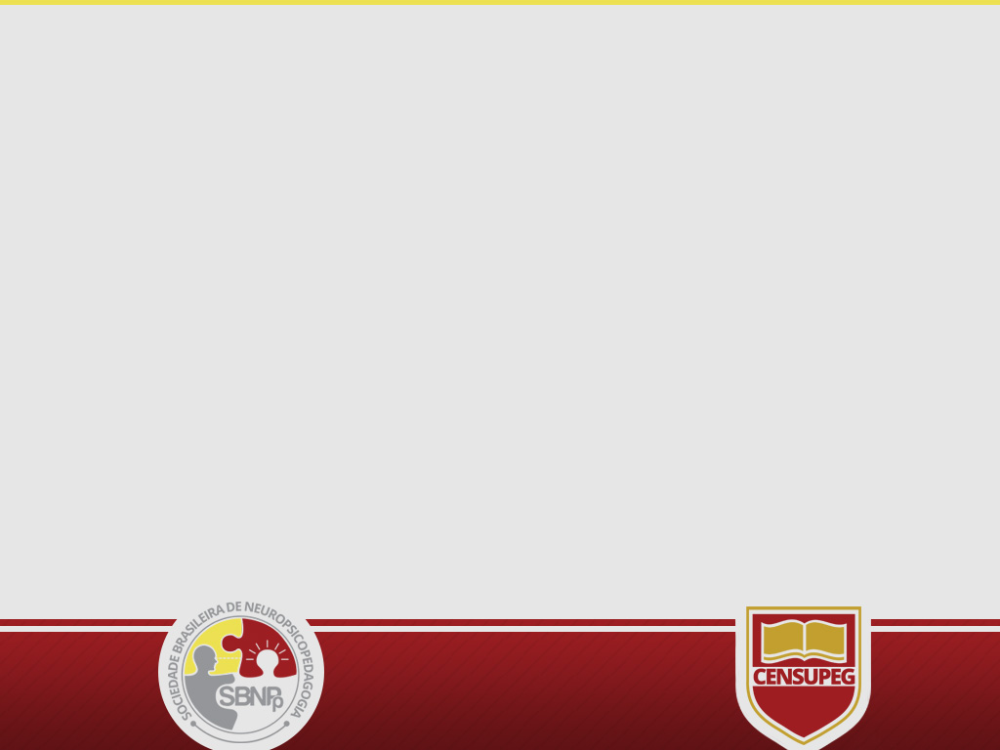 SOCIEDADE BRASILEIRA DE NEUROPSICOPEDAGOGIA
SBNPp
CENSUPEG